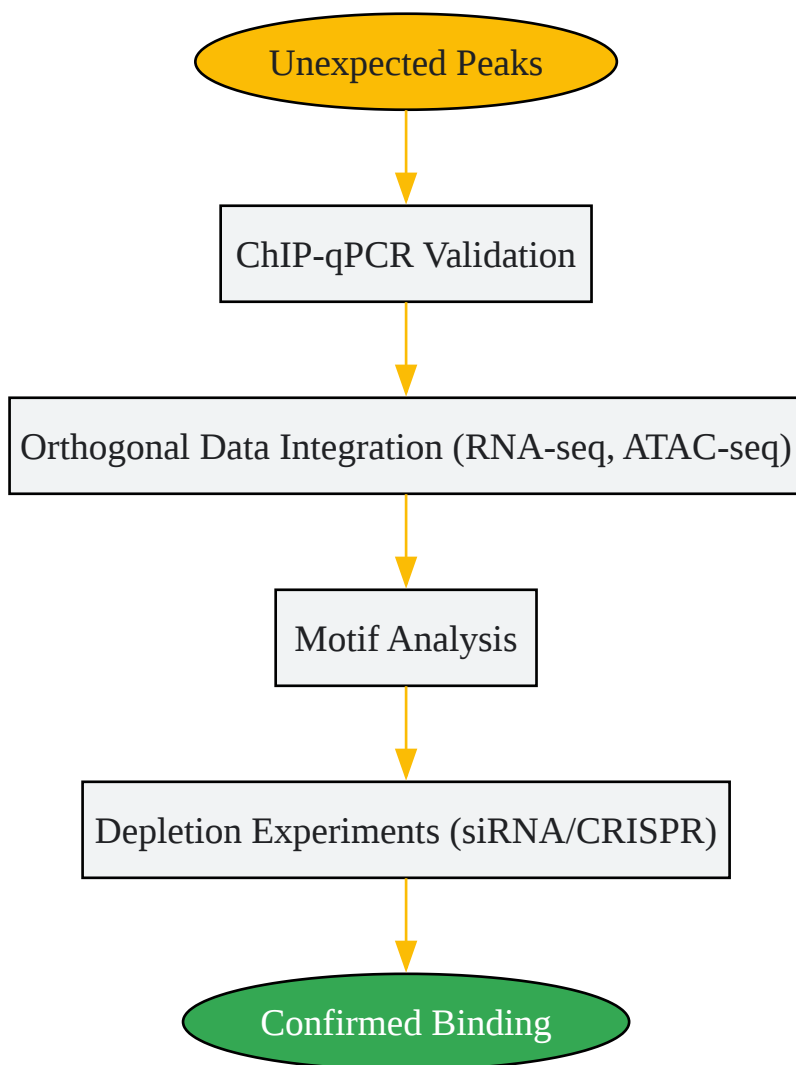 Unexpected Peaks
ChIP-qPCR Validation
Orthogonal Data Integration (RNA-seq, ATAC-seq)
Motif Analysis
Depletion Experiments (siRNA/CRISPR)
Confirmed Binding